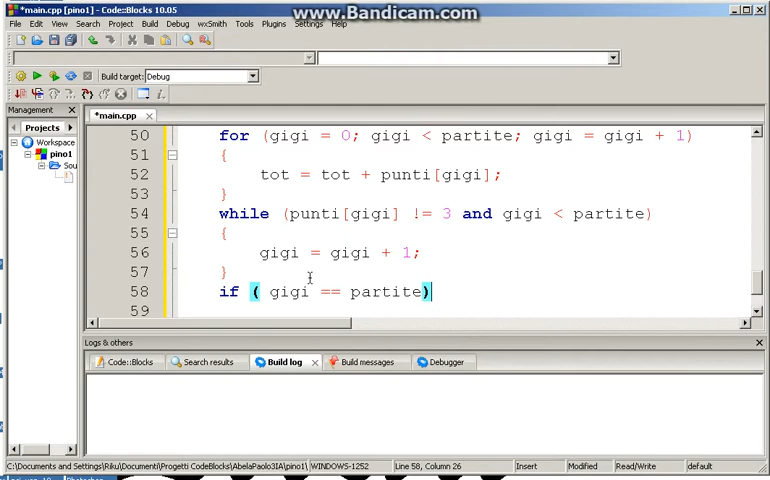 *main.cpp [pino1] - Code::Blocks 10.05
www.Bandicam.com
File Edit View Search Project Build Debug wxSmith Tools Plugins Settings Help
Build target: Debug
Management
Projects
Workspace
pino1
Sou
*main.cpp
50 for (gigi = 0; gigi < partite; gigi = gigi + 1)
51 {
52 tot = tot + punti[gigi];
53 }
54 while (punti[gigi] != 3 and gigi < partite)
55 {
56 gigi = gigi + 1;
57 }
58 if ( gigi == partite)
59
Logs & others
Code::Blocks Search results Build log Build messages Debugger
C:\Documents and Settings\Riku\Documenti\Progetti CodeBlocks\AbelaPaolo3IA\pino1\ WINDOWS-1252 Line 58, Column 26 Insert Modified Read/Write default